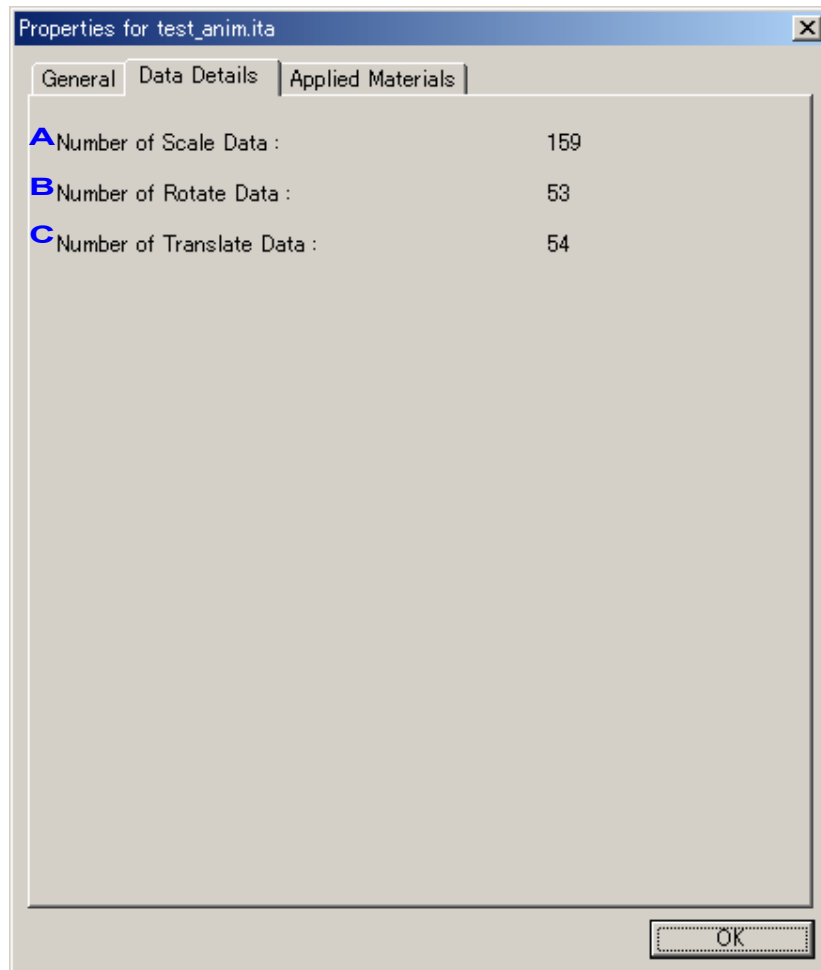 Properties for test_anim.ita
General Data Details Applied Materials
A Number of Scale Data : 159
B Number of Rotate Data : 53
C Number of Translate Data : 54
OK